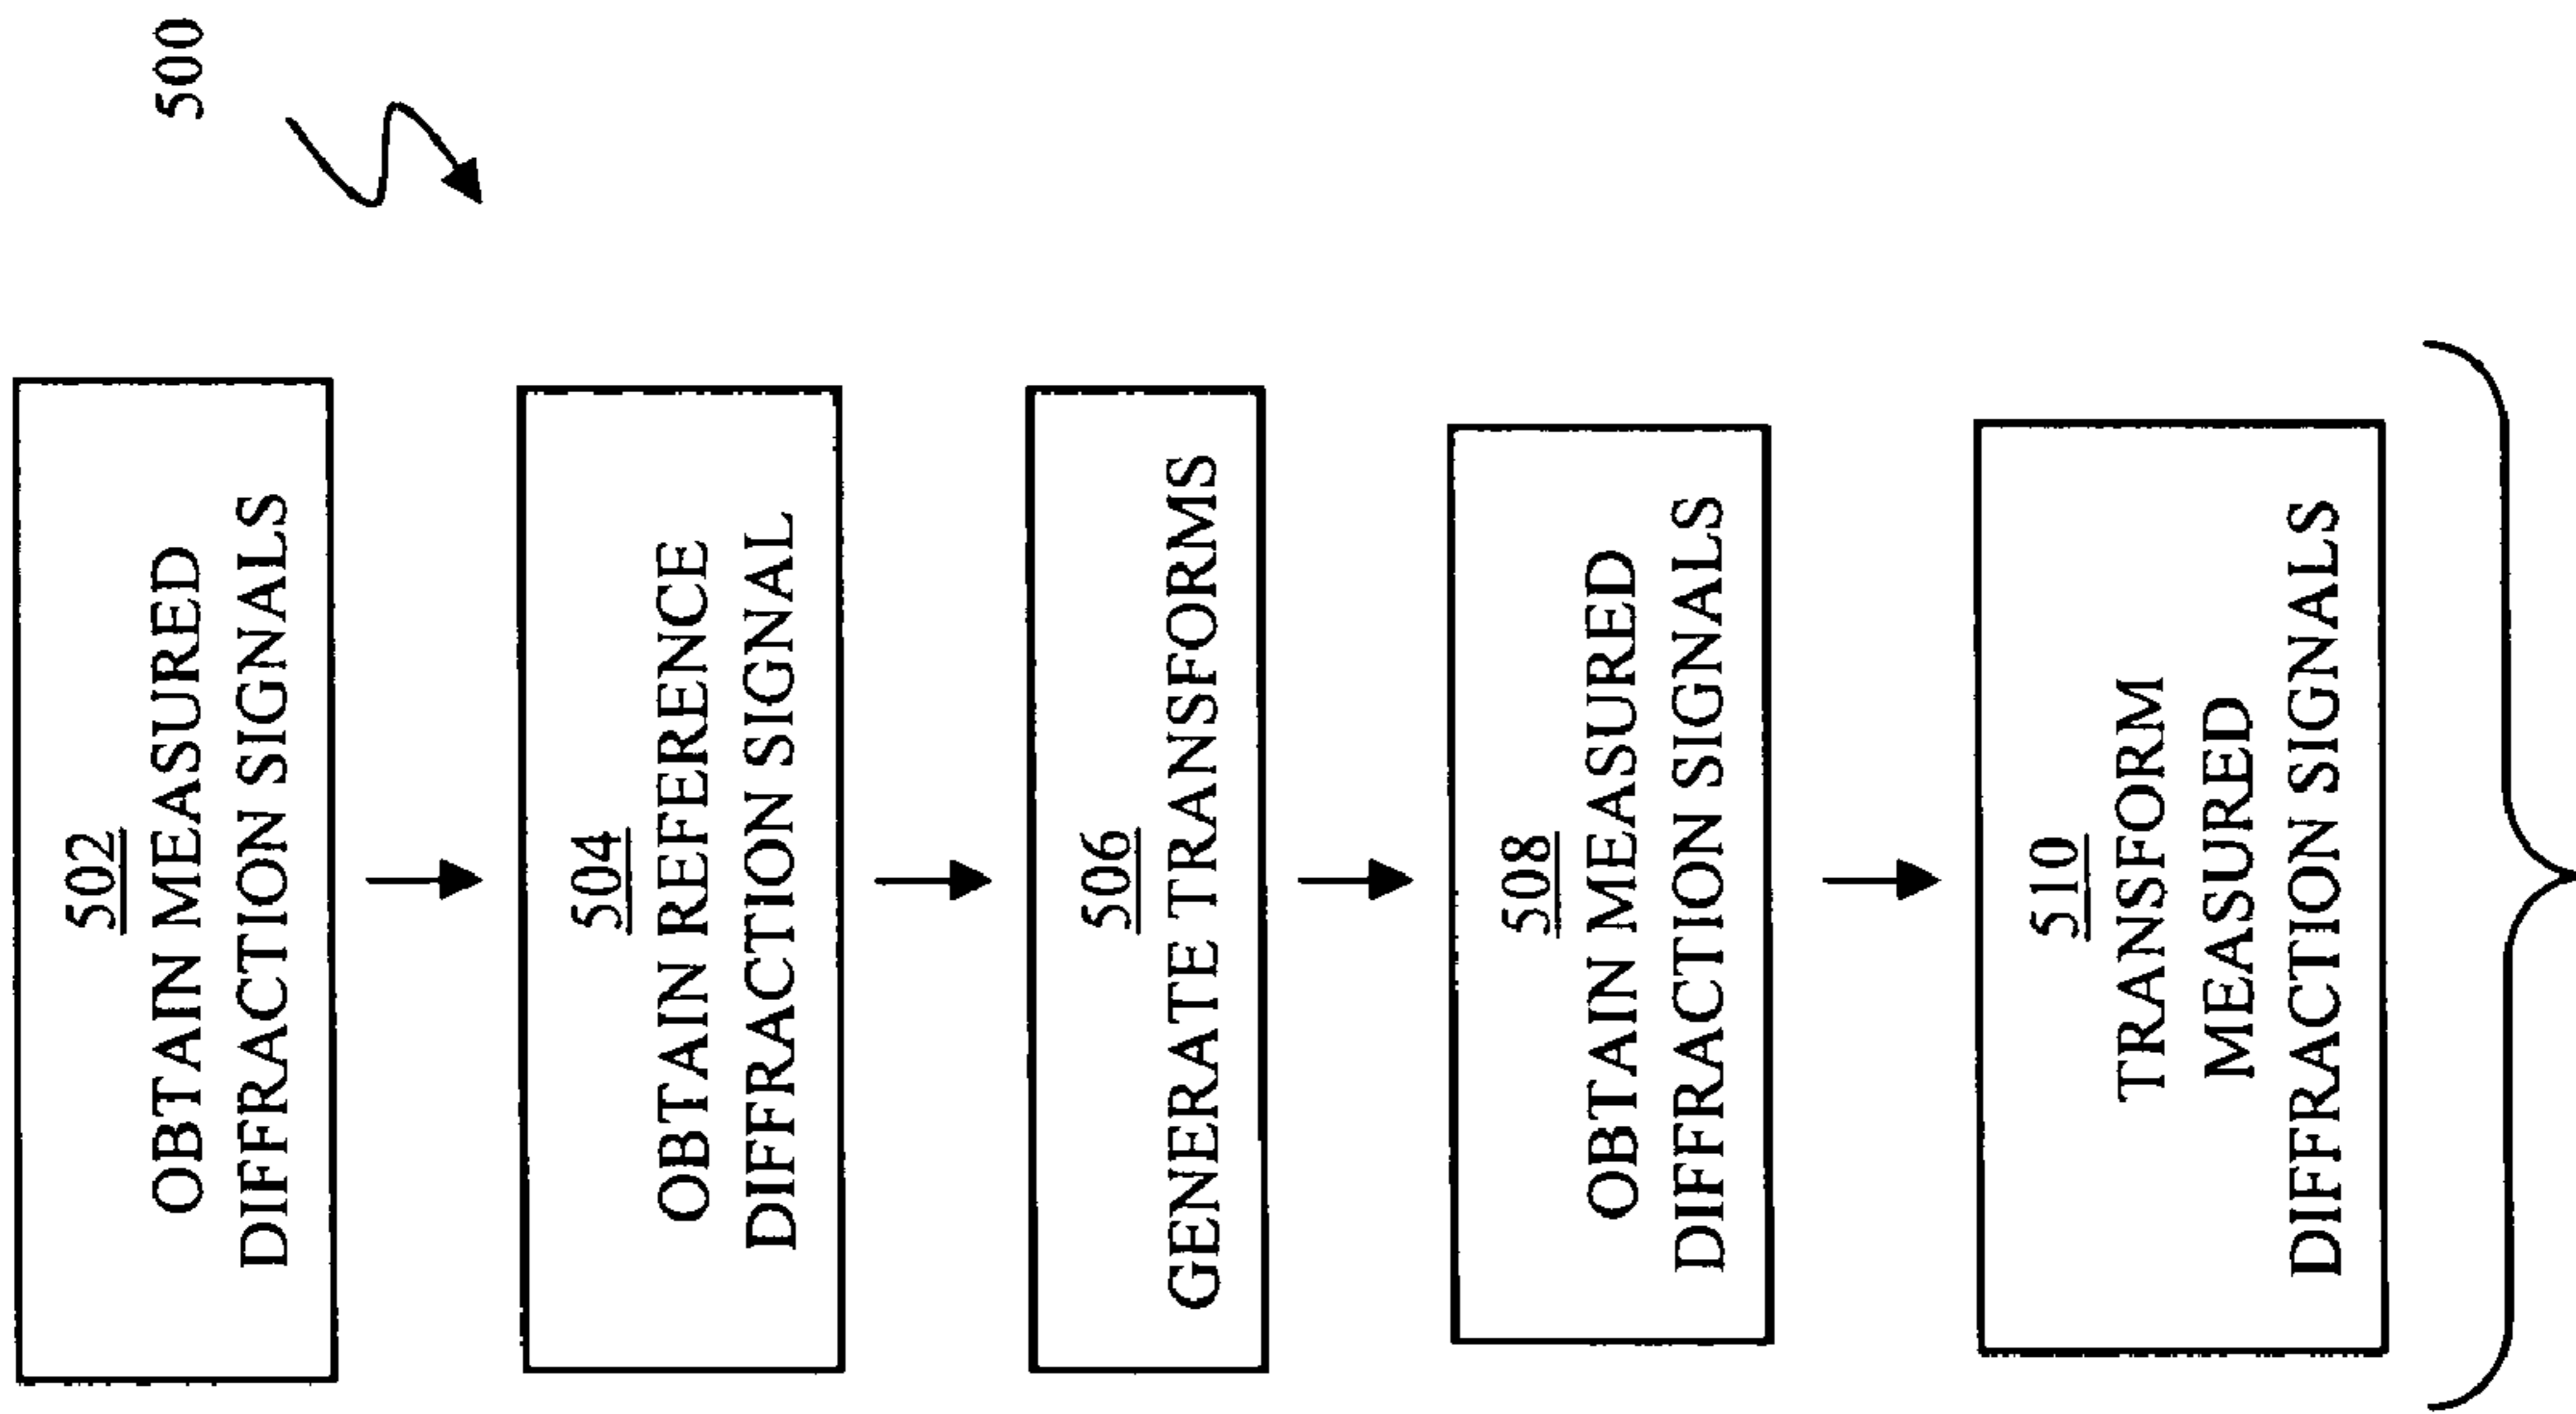 500
502
OBTAIN MEASURED
DIFFRACTION SIGNALS
504
OBTAIN REFERENCE
DIFFRACTION SIGNAL
506
GENERATE TRANSFORMS
508
OBTAIN MEASURED
DIFFRACTION SIGNALS
510
TRANSFORM
MEASURED
DIFFRACTION SIGNALS